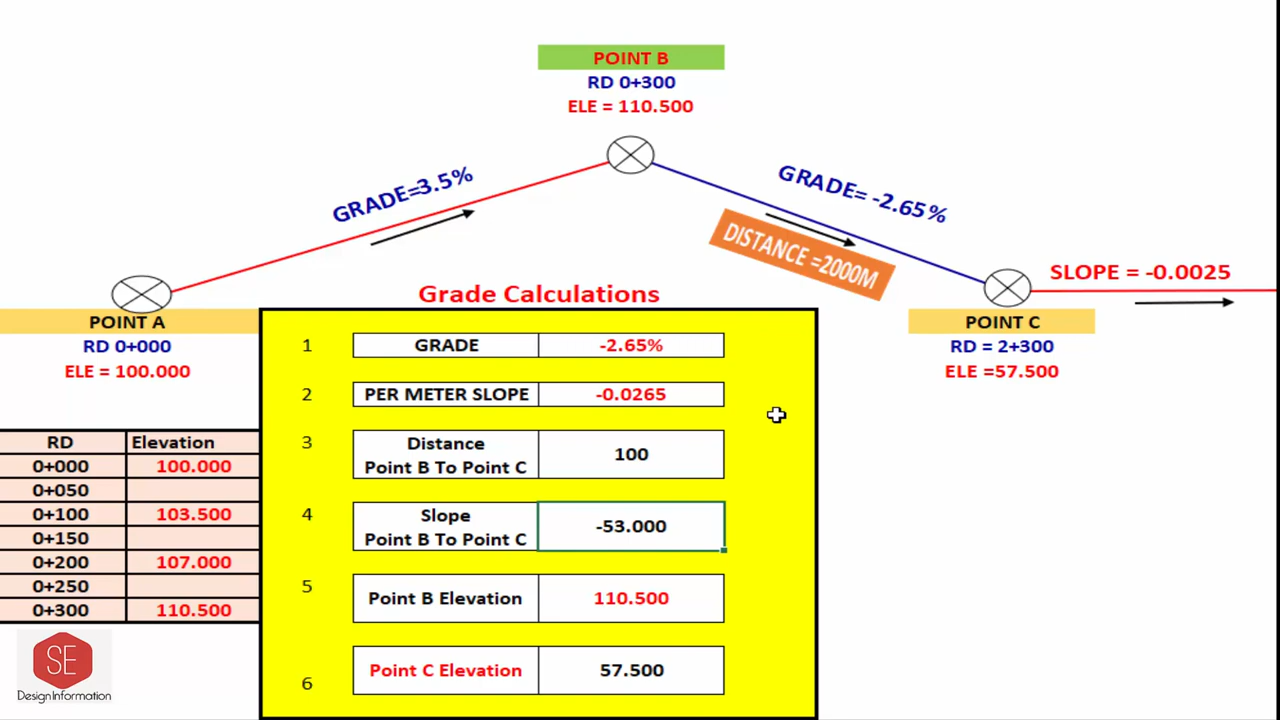 POINT B
RD 0+300
ELE = 110.500
GRADE=3.5%
GRADE= -2.65%
DISTANCE =2000M
SLOPE = -0.0025
POINT A
RD 0+000
ELE = 100.000
POINT C
RD = 2+300
ELE =57.500
Grade Calculations
1 GRADE -2.65%
2 PER METER SLOPE -0.0265
3 Distance
Point B To Point C 100
4 Slope
Point B To Point C -53.000
5 Point B Elevation 110.500
6 Point C Elevation 57.500
RD Elevation
0+000 100.000
0+050
0+100 103.500
0+150
0+200 107.000
0+250
0+300 110.500
SE
Design Information